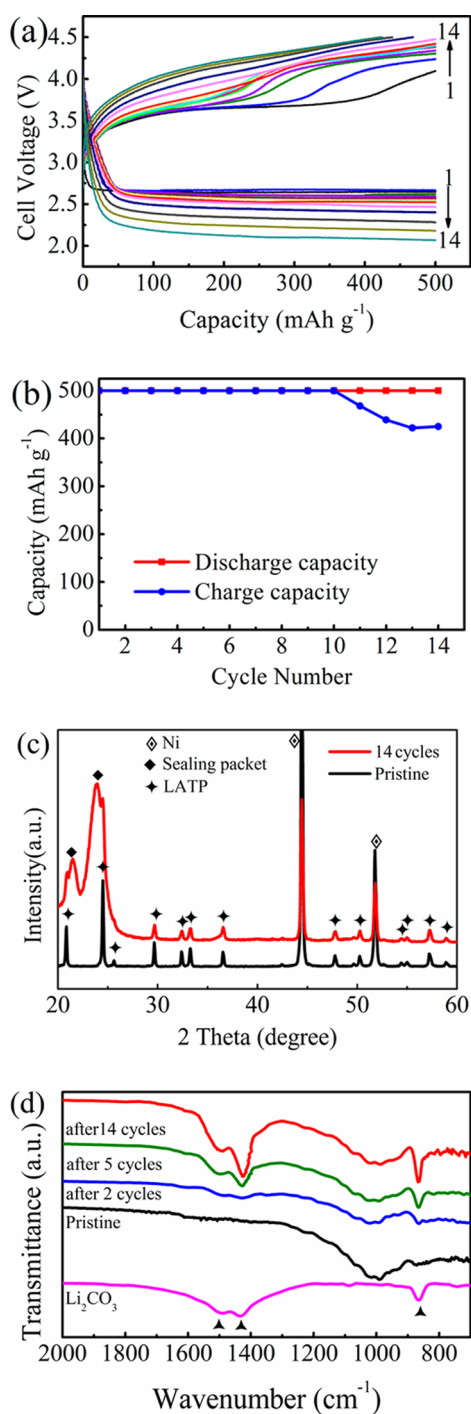 (a)
4.5
4.0
3.5
3.0
2.5
2.0
Cell Voltage (V)
14
1
1
14
0 100 200 300 400 500
Capacity (mAh g-1)
(b)
500
400
300
200
100
0
Capacity (mAh g-1)
Discharge capacity
Charge capacity
2 4 6 8 10 12 14
Cycle Number
(c)
Ni
Sealing packet
LATP
14 cycles
Pristine
Intensity(a.u.)
20 30 40 50 60
2 Theta (degree)
(d)
after14 cycles
after 5 cycles
after 2 cycles
Pristine
Li2CO3
Transmittance (a.u.)
2000 1800 1600 1400 1200 1000 800
Wavenumber (cm-1)